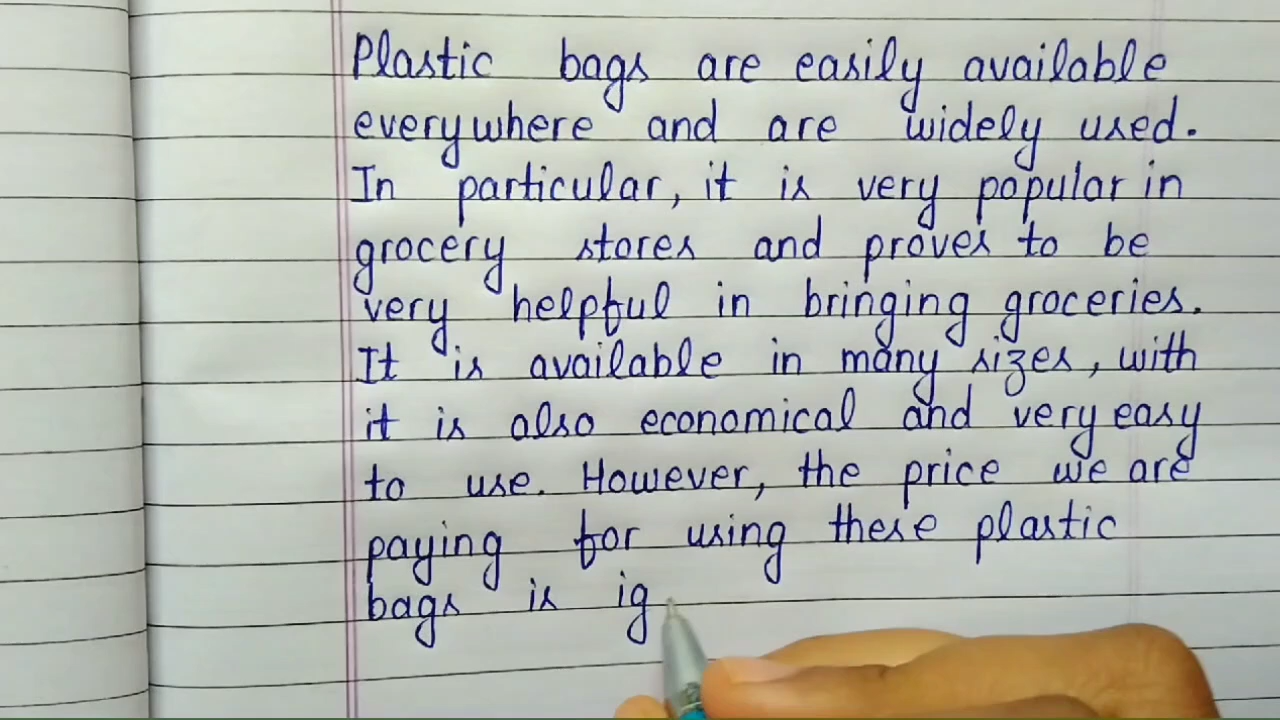 Plastic bags are easily available
everywhere and are widely used.
In particular, it is very popular in
grocery stores and proves to be
very helpful in bringing groceries.
It is available in many sizes, with
it is also economical and very easy
to use. However, the price we are
paying for using these plastic
bags is ig